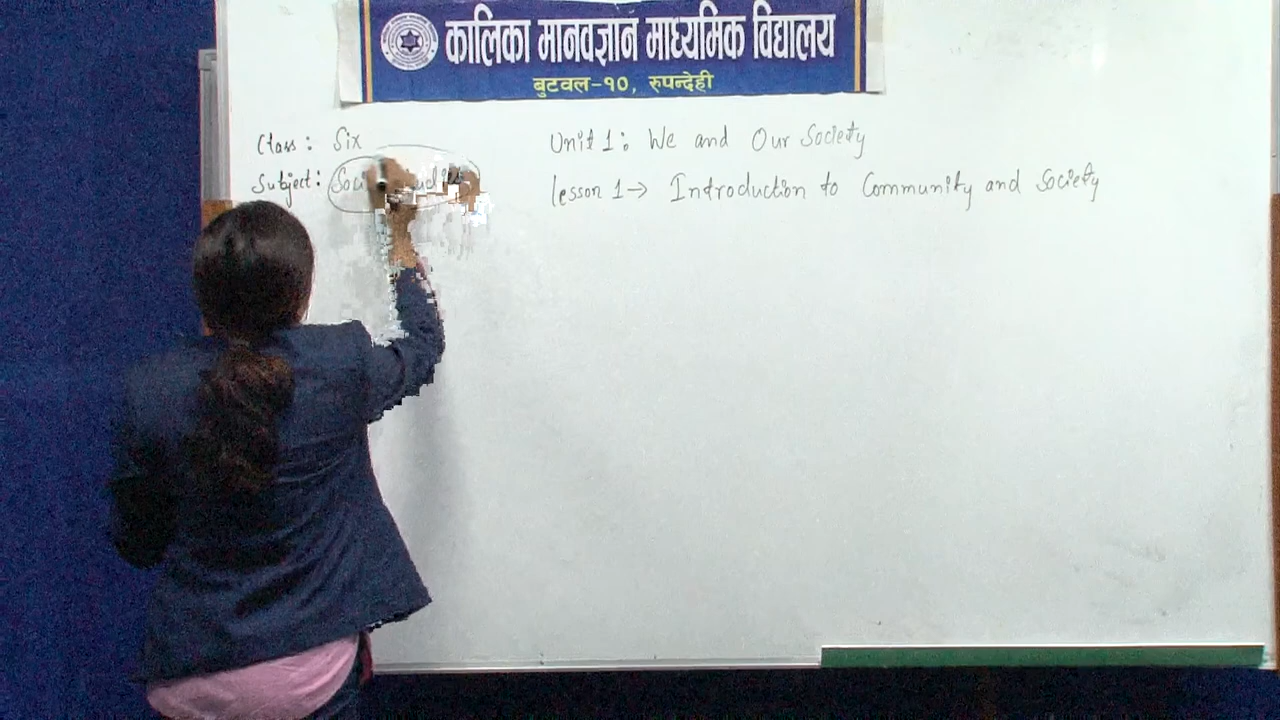 कालिका मानवज्ञान माध्यमिक विद्यालय
बुटवल-१०, रुपन्देही
Class : Six
Subject :
Unit 1 : We and Our Society
lesson 1 → Introduction to Community and Society